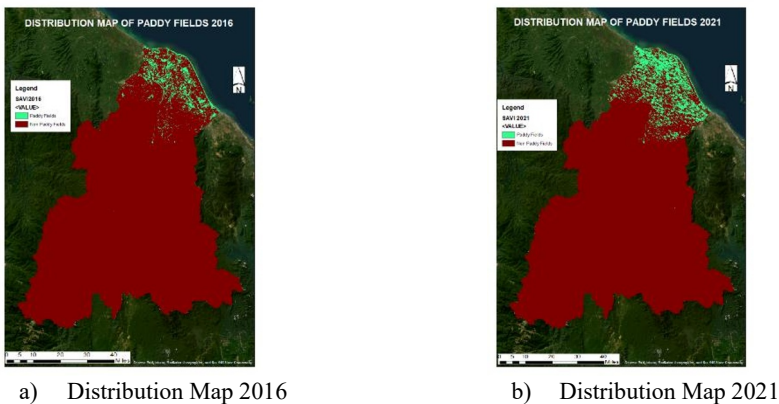 DISTRIBUTION MAP OF PADDY FIELDS 2016
Legend
SAVI 2016
<VALUE>
Paddy Fields
Non Paddy Fields
N
0 5 10 20 30 40
a) Distribution Map 2016
DISTRIBUTION MAP OF PADDY FIELDS 2021
Legend
SAVI 2021
<VALUE>
Paddy Fields
Non Paddy Fields
N
0 5 10 20 30 40
b) Distribution Map 2021